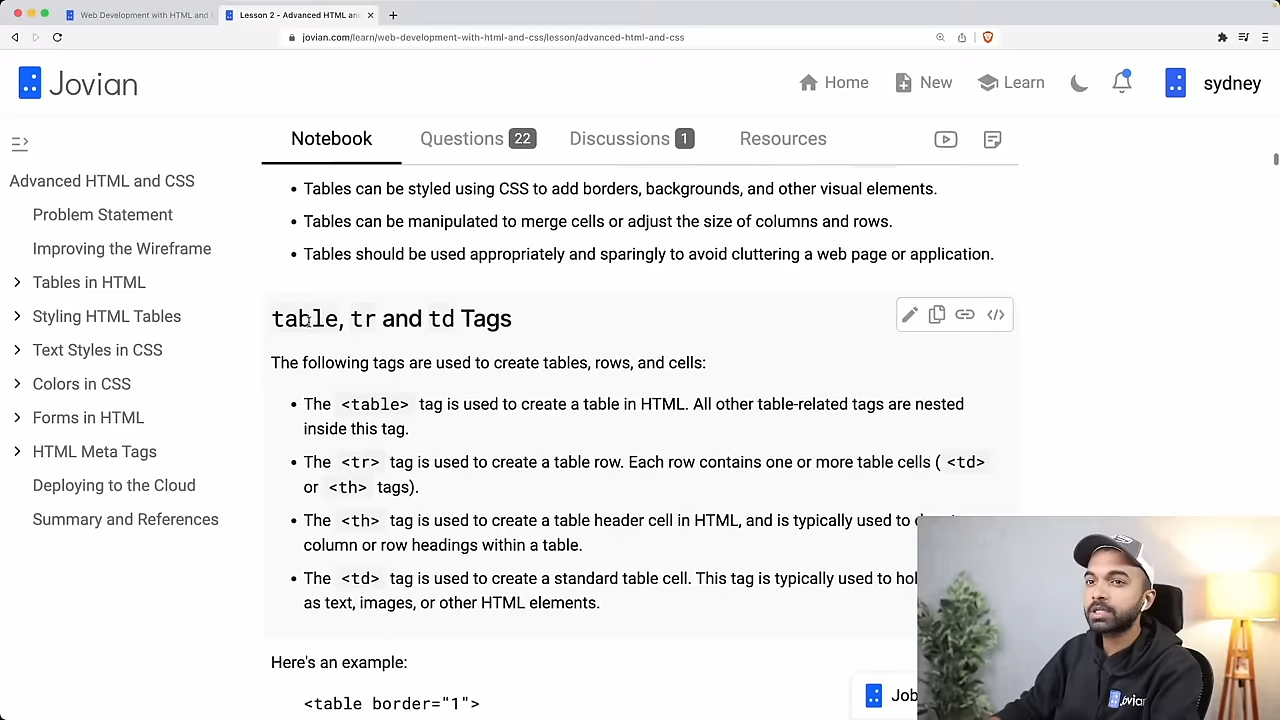 Web Development with HTML and
Lesson 2 - Advanced HTML an
jovian.com/learn/web-development-with-html-and-css/lesson/advanced-html-and-css
Jovian
Home
New
Learn
sydney
Notebook
Questions 22
Discussions 1
Resources
Advanced HTML and CSS
Problem Statement
Improving the Wireframe
Tables in HTML
Styling HTML Tables
Text Styles in CSS
Colors in CSS
Forms in HTML
HTML Meta Tags
Deploying to the Cloud
Summary and References
• Tables can be styled using CSS to add borders, backgrounds, and other visual elements.
• Tables can be manipulated to merge cells or adjust the size of columns and rows.
• Tables should be used appropriately and sparingly to avoid cluttering a web page or application.
table, tr and td Tags
The following tags are used to create tables, rows, and cells:
• The <table> tag is used to create a table in HTML. All other table-related tags are nested
inside this tag.
• The <tr> tag is used to create a table row. Each row contains one or more table cells ( <td>
or <th> tags).
• The <th> tag is used to create a table header cell in HTML, and is typically used to
column or row headings within a table.
• The <td> tag is used to create a standard table cell. This tag is typically used to
as text, images, or other HTML elements.
Here's an example:
<table border="1">
Job
Jovian